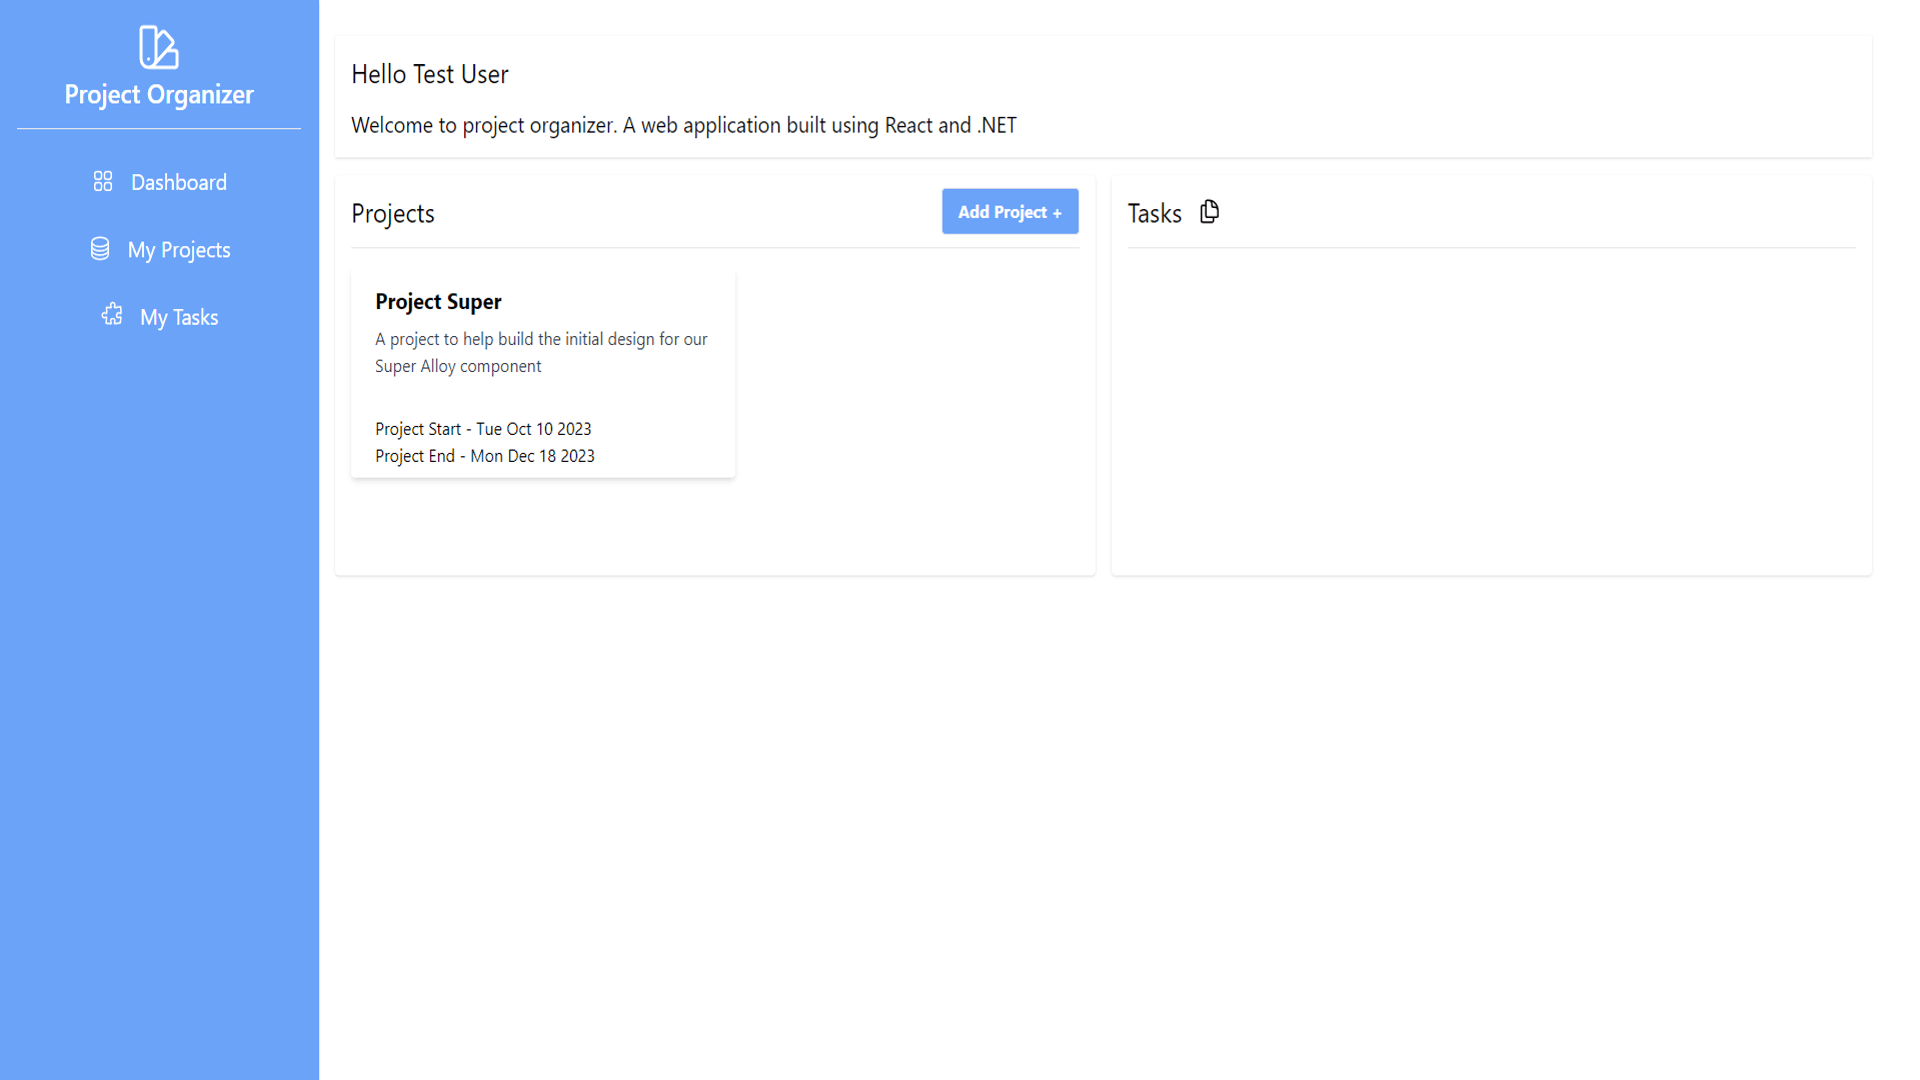 Project Organizer
Dashboard
My Projects
My Tasks
Hello Test User
Welcome to project organizer. A web application built using React and .NET
Projects
Add Project +
Project Super
A project to help build the initial design for our
Super Alloy component
Project Start - Tue Oct 10 2023
Project End - Mon Dec 18 2023
Tasks